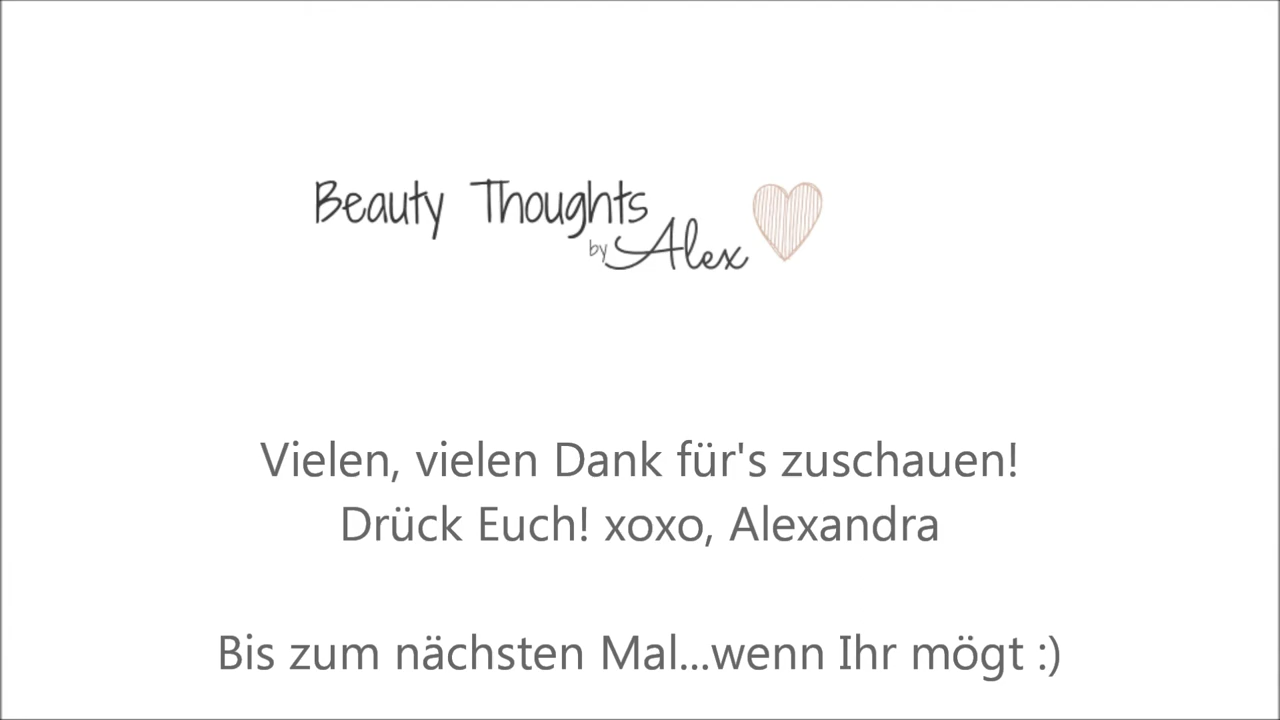 Beauty Thoughts
by Alex
Vielen, vielen Dank für's zuschauen!
Drück Euch! xoxo, Alexandra
Bis zum nächsten Mal...wenn Ihr mögt :)